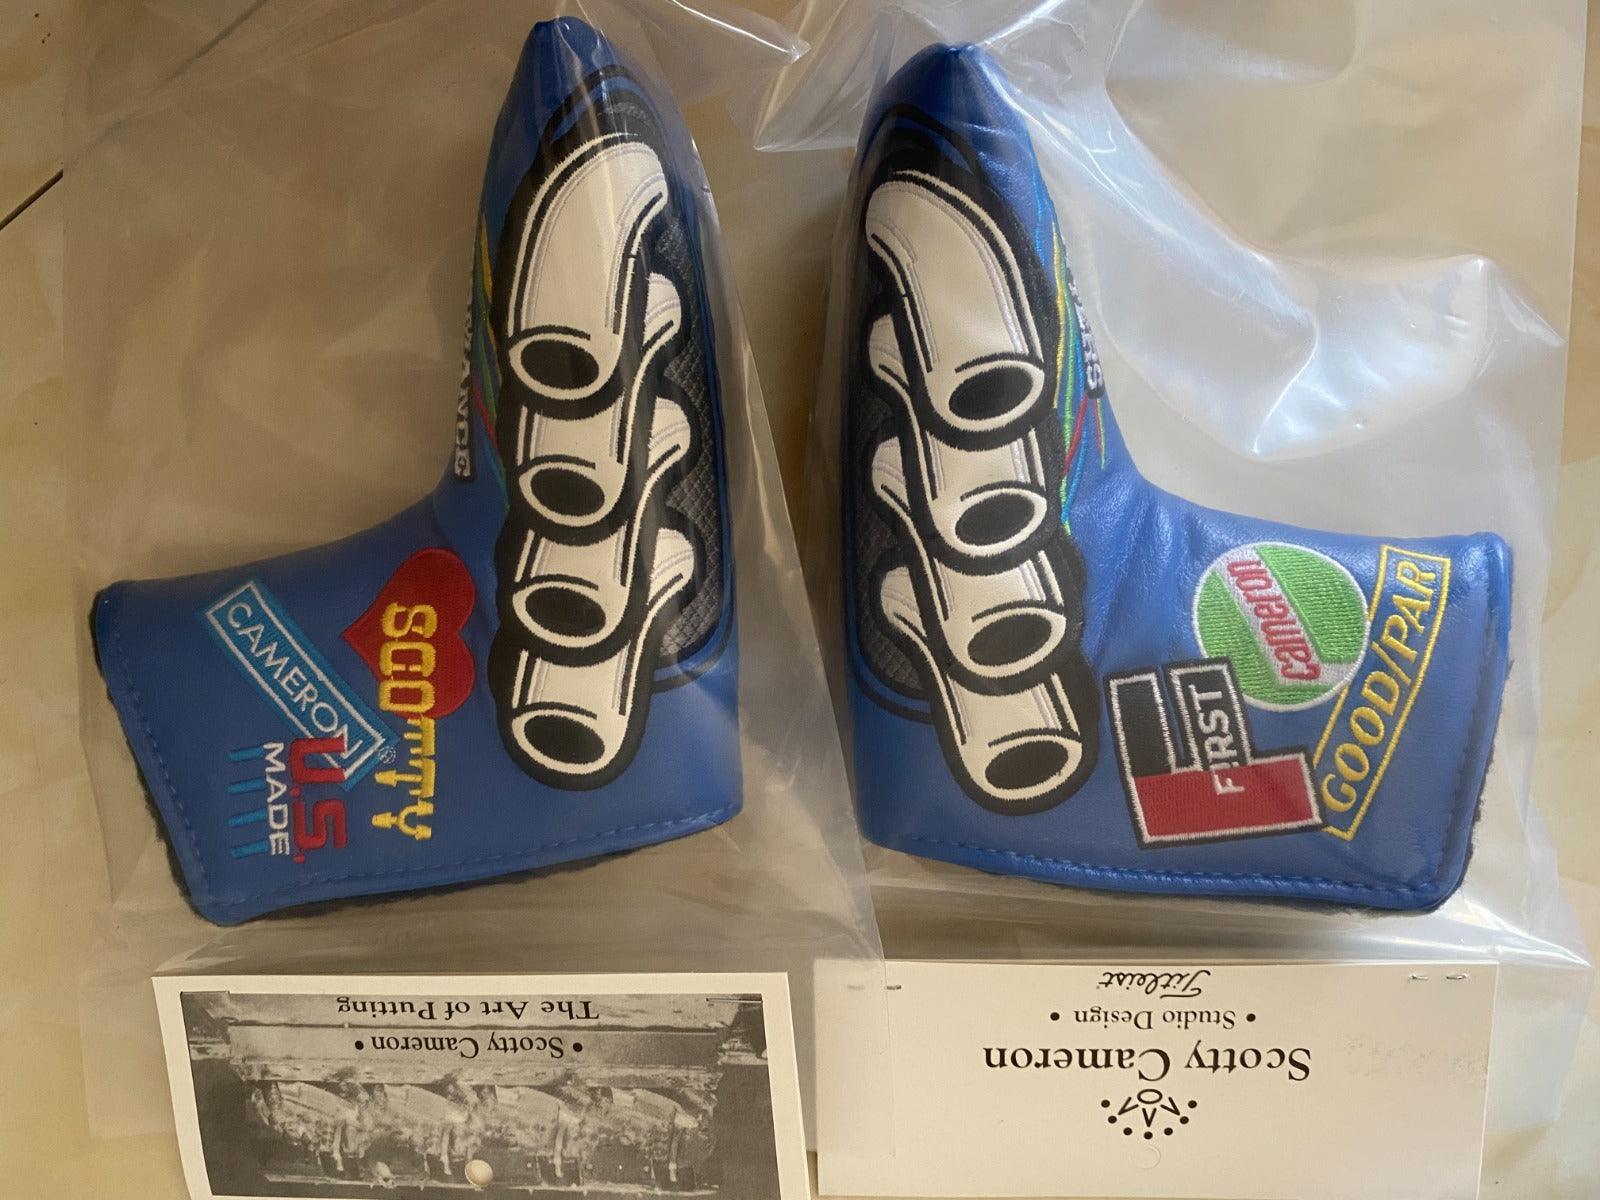 SCOTTY
CAMERON
®
U.S.
MADE
Cameron
FIRST
GOOD/PAR
The Art of Putting
• Scotty Cameron •
Titleist
• Studio Design •
Scotty Cameron